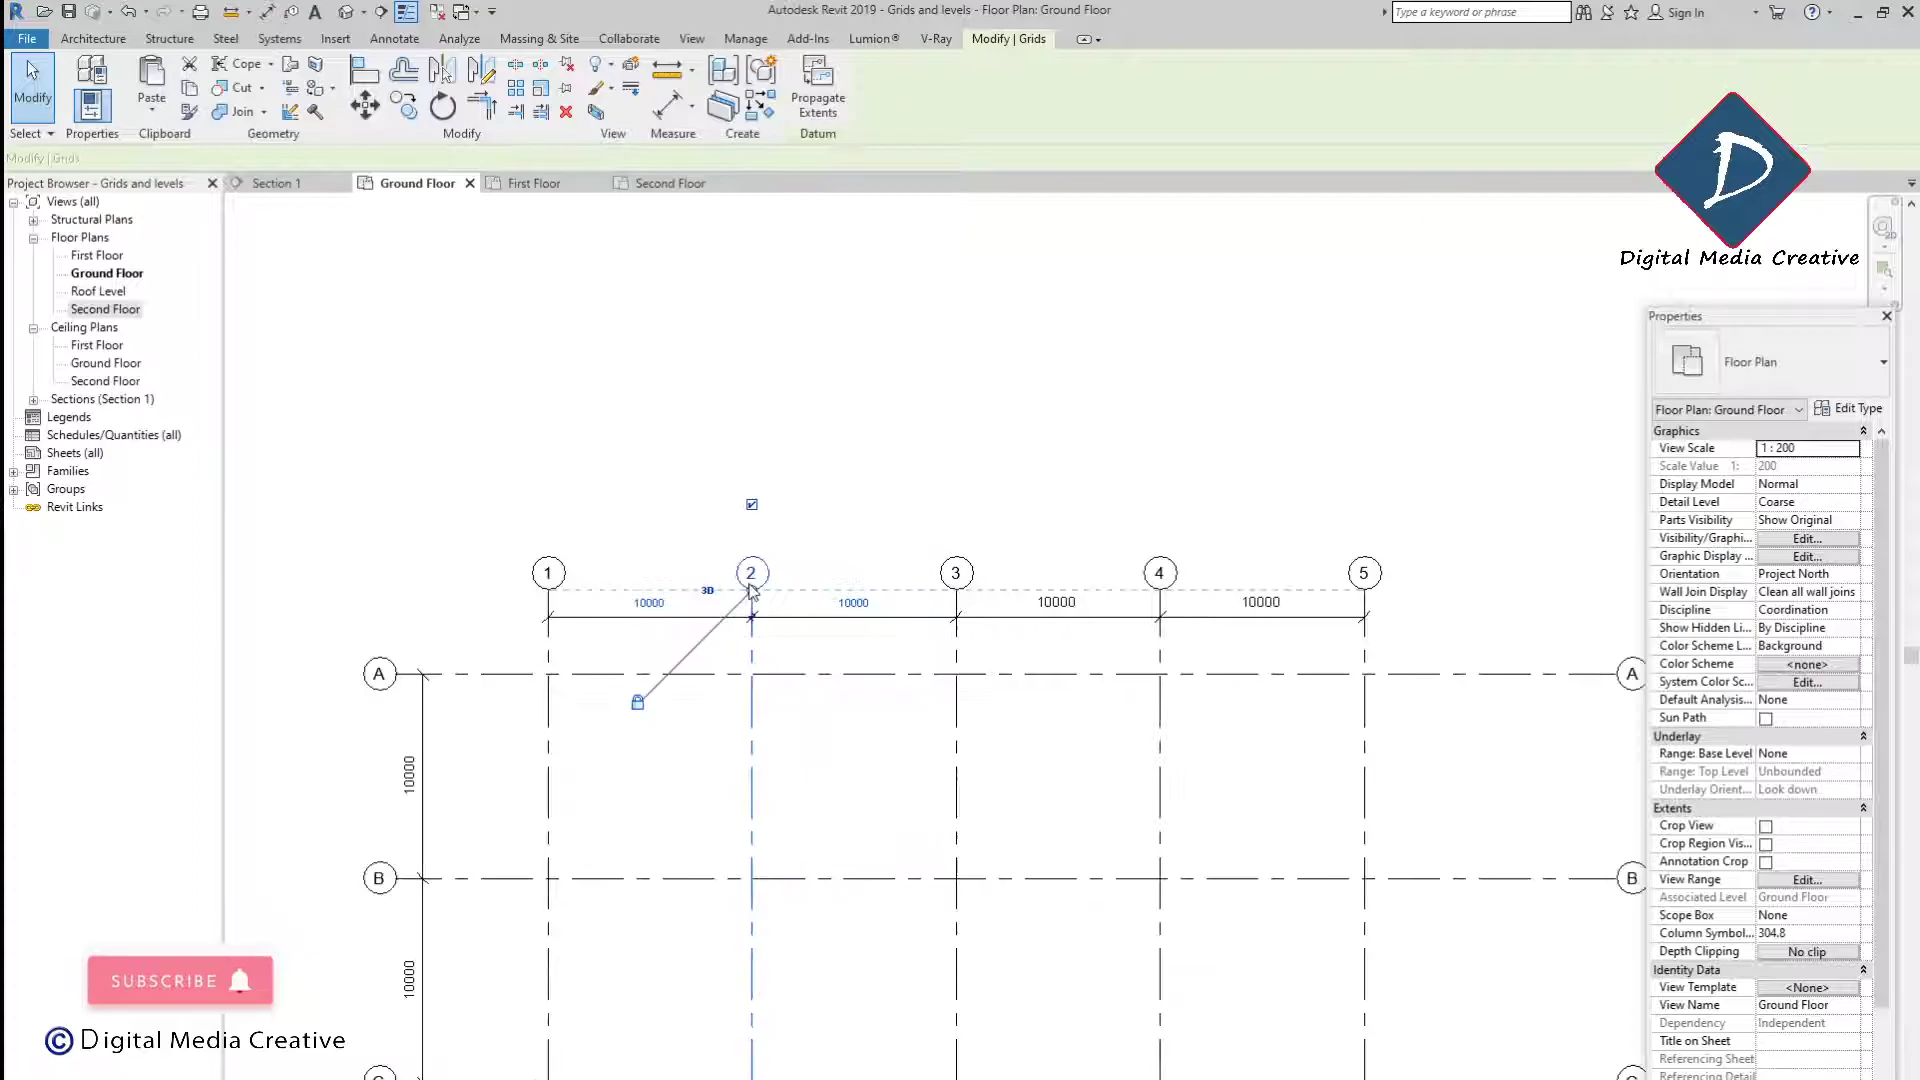 Autodesk Revit 2019 - Grids and levels - Floor Plan: Ground Floor
Type a keyword or phrase
Sign In
File Architecture Structure Steel Systems Insert Annotate Analyze Massing & Site Collaborate View Manage Add-Ins Lumion® V-Ray Modify | Grids
Modify
Paste
Cope
Cut
Join
Propagate
Extents
Select Properties Clipboard Geometry Modify View Measure Create Datum
Modify | Grids
Project Browser - Grids and levels
Section 1 Ground Floor First Floor Second Floor
Views (all)
Structural Plans
Floor Plans
First Floor
Ground Floor
Roof Level
Second Floor
Ceiling Plans
First Floor
Ground Floor
Second Floor
Sections (Section 1)
Legends
Schedules/Quantities (all)
Sheets (all)
Families
Groups
Revit Links
D
Digital Media Creative
1 2 3 4 5
3D
10000 10000 10000 10000
A A
10000
B B
10000
Properties
Floor Plan
Floor Plan: Ground Floor Edit Type
Graphics
View Scale 1 : 200
Scale Value 1: 200
Display Model Normal
Detail Level Coarse
Parts Visibility Show Original
Visibility/Graphi... Edit...
Graphic Display ... Edit...
Orientation Project North
Wall Join Display Clean all wall joins
Discipline Coordination
Show Hidden Li... By Discipline
Color Scheme L... Background
Color Scheme <none>
System Color Sc... Edit...
Default Analysis... None
Sun Path
Underlay
Range: Base Level None
Range: Top Level Unbounded
Underlay Orient... Look down
Extents
Crop View
Crop Region Vis...
Annotation Crop
View Range Edit...
Associated Level Ground Floor
Scope Box None
Column Symbol... 304.8
Depth Clipping No clip
Identity Data
View Template <None>
View Name Ground Floor
Dependency Independent
Title on Sheet
Referencing Sheet
Referencing Detail
SUBSCRIBE
© Digital Media Creative